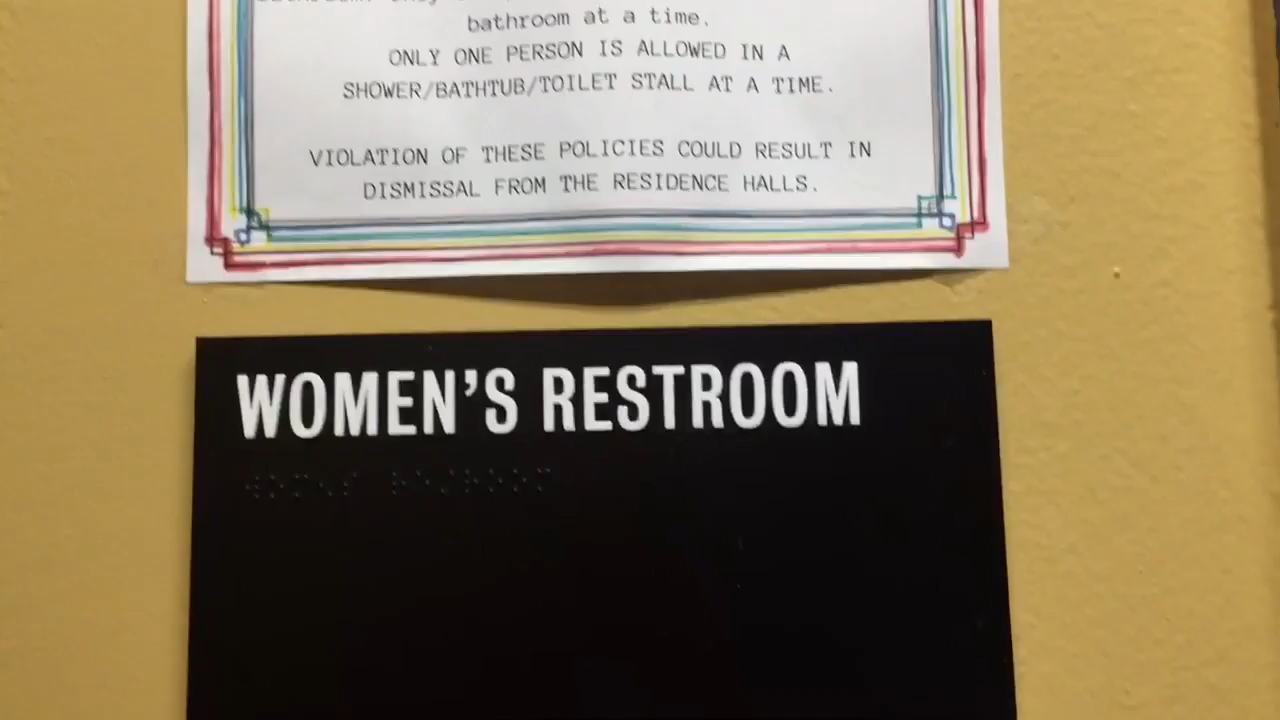 bathroom at a time.
ONLY ONE PERSON IS ALLOWED IN A
SHOWER/BATHTUB/TOILET STALL AT A TIME.
VIOLATION OF THESE POLICIES COULD RESULT IN
DISMISSAL FROM THE RESIDENCE HALLS.
WOMEN'S RESTROOM